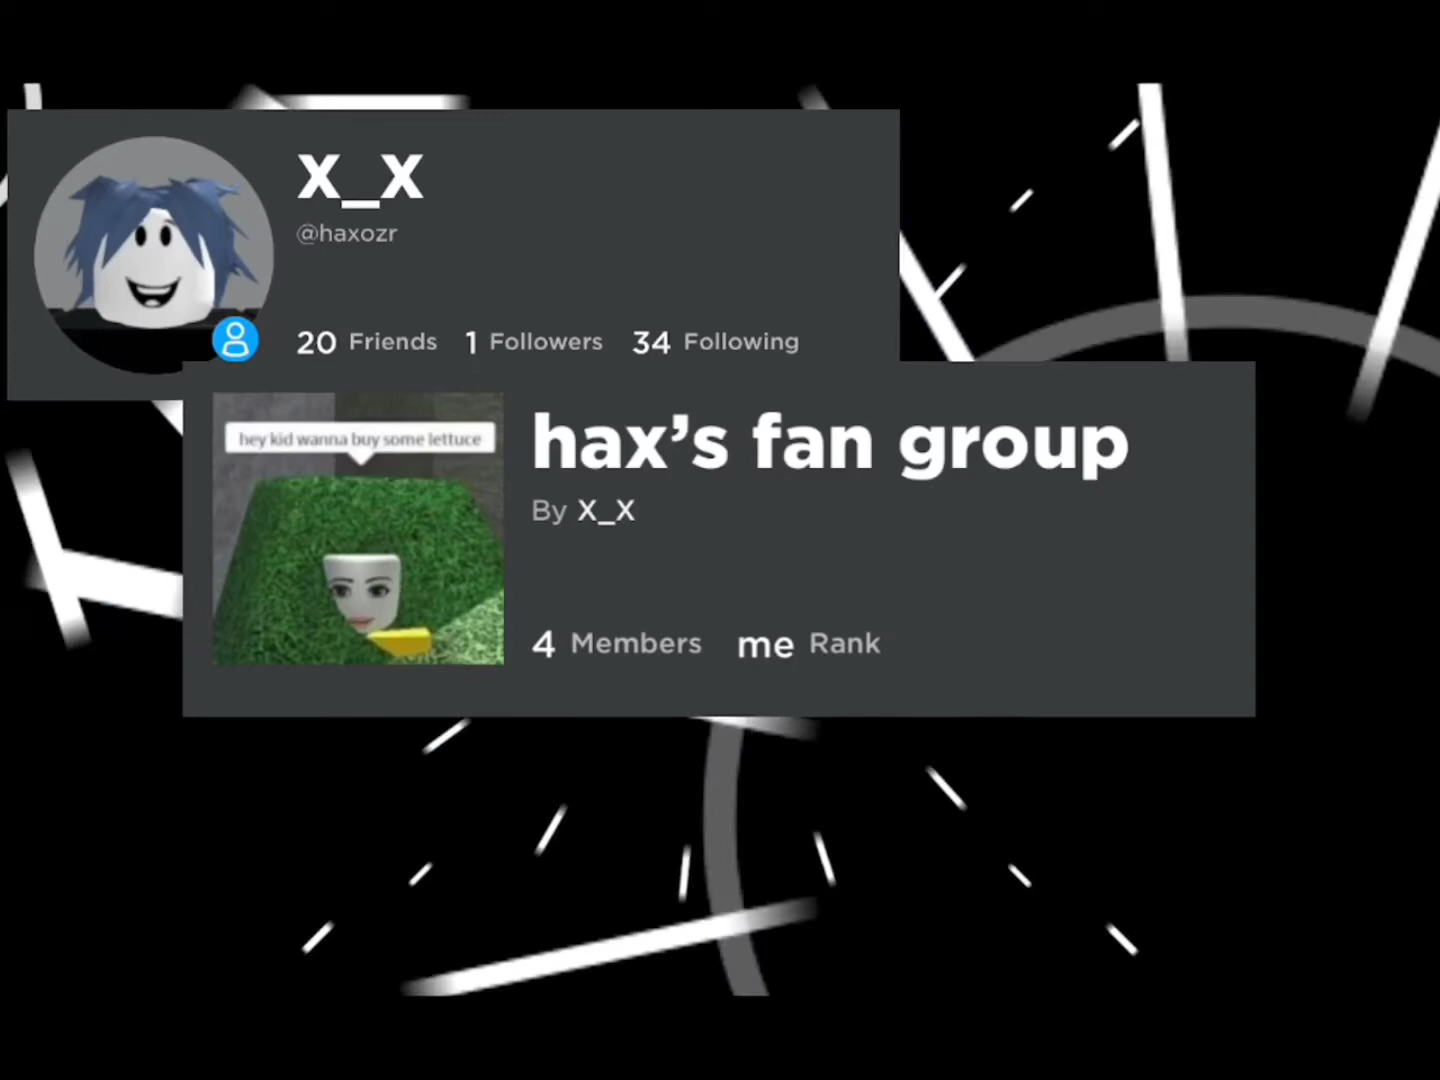 X_X
@haxozr
20 Friends 1 Followers 34 Following
hey kid wanna buy some lettuce
hax’s fan group
By X_X
4 Members me Rank